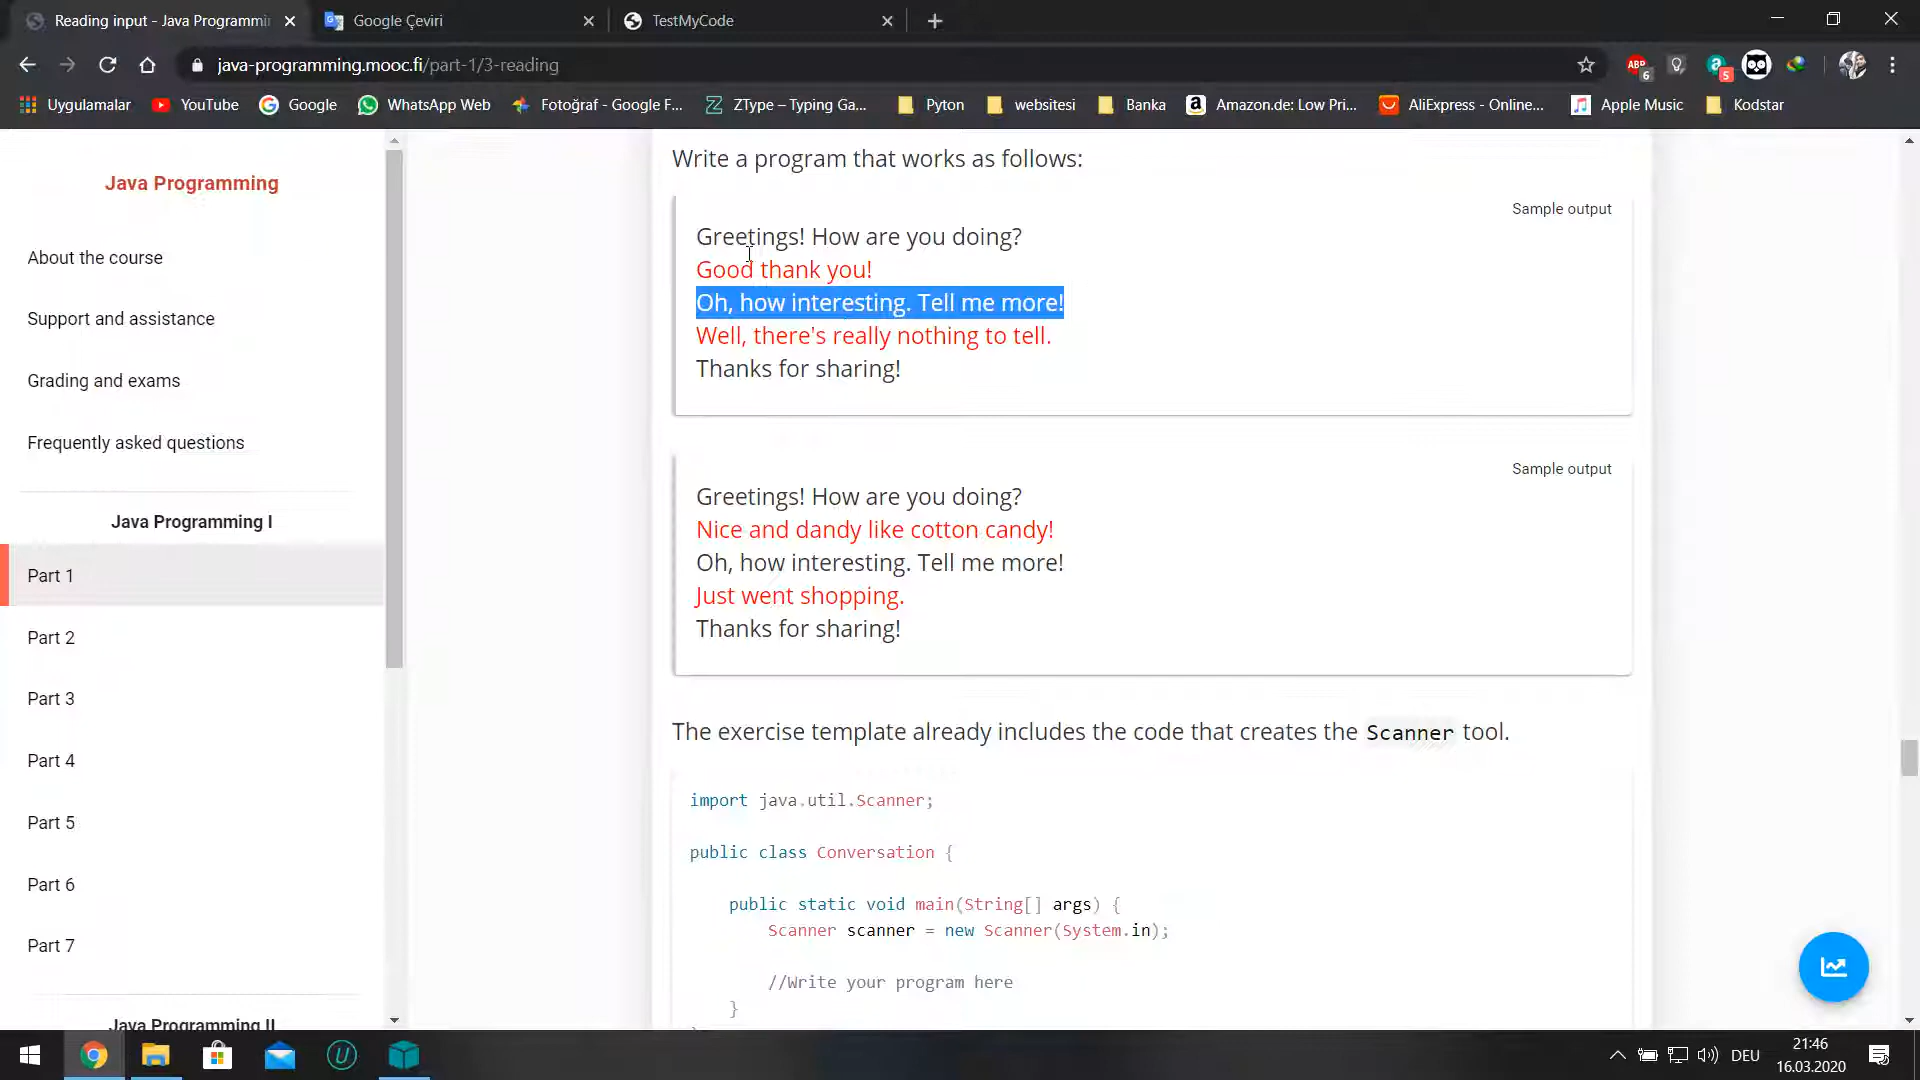 Reading input - Java Programmi
Google Çeviri
TestMyCode
java-programming.mooc.fi/part-1/3-reading
ABP
6
5
Uygulamalar
YouTube
Google
WhatsApp Web
Fotoğraf - Google F...
ZType – Typing Ga...
Pyton
websitesi
Banka
Amazon.de: Low Pri...
AliExpress - Online...
Apple Music
Kodstar
Java Programming
About the course
Support and assistance
Grading and exams
Frequently asked questions
Java Programming I
Part 1
Part 2
Part 3
Part 4
Part 5
Part 6
Part 7
Java Programming II
Write a program that works as follows:
Sample output
Greetings! How are you doing?
Good thank you!
Oh, how interesting. Tell me more!
Well, there's really nothing to tell.
Thanks for sharing!
Sample output
Greetings! How are you doing?
Nice and dandy like cotton candy!
Oh, how interesting. Tell me more!
Just went shopping.
Thanks for sharing!
The exercise template already includes the code that creates the Scanner tool.
import java.util.Scanner;
public class Conversation {
public static void main(String[] args) {
Scanner scanner = new Scanner(System.in);
//Write your program here
}
DEU
21:46
16.03.2020